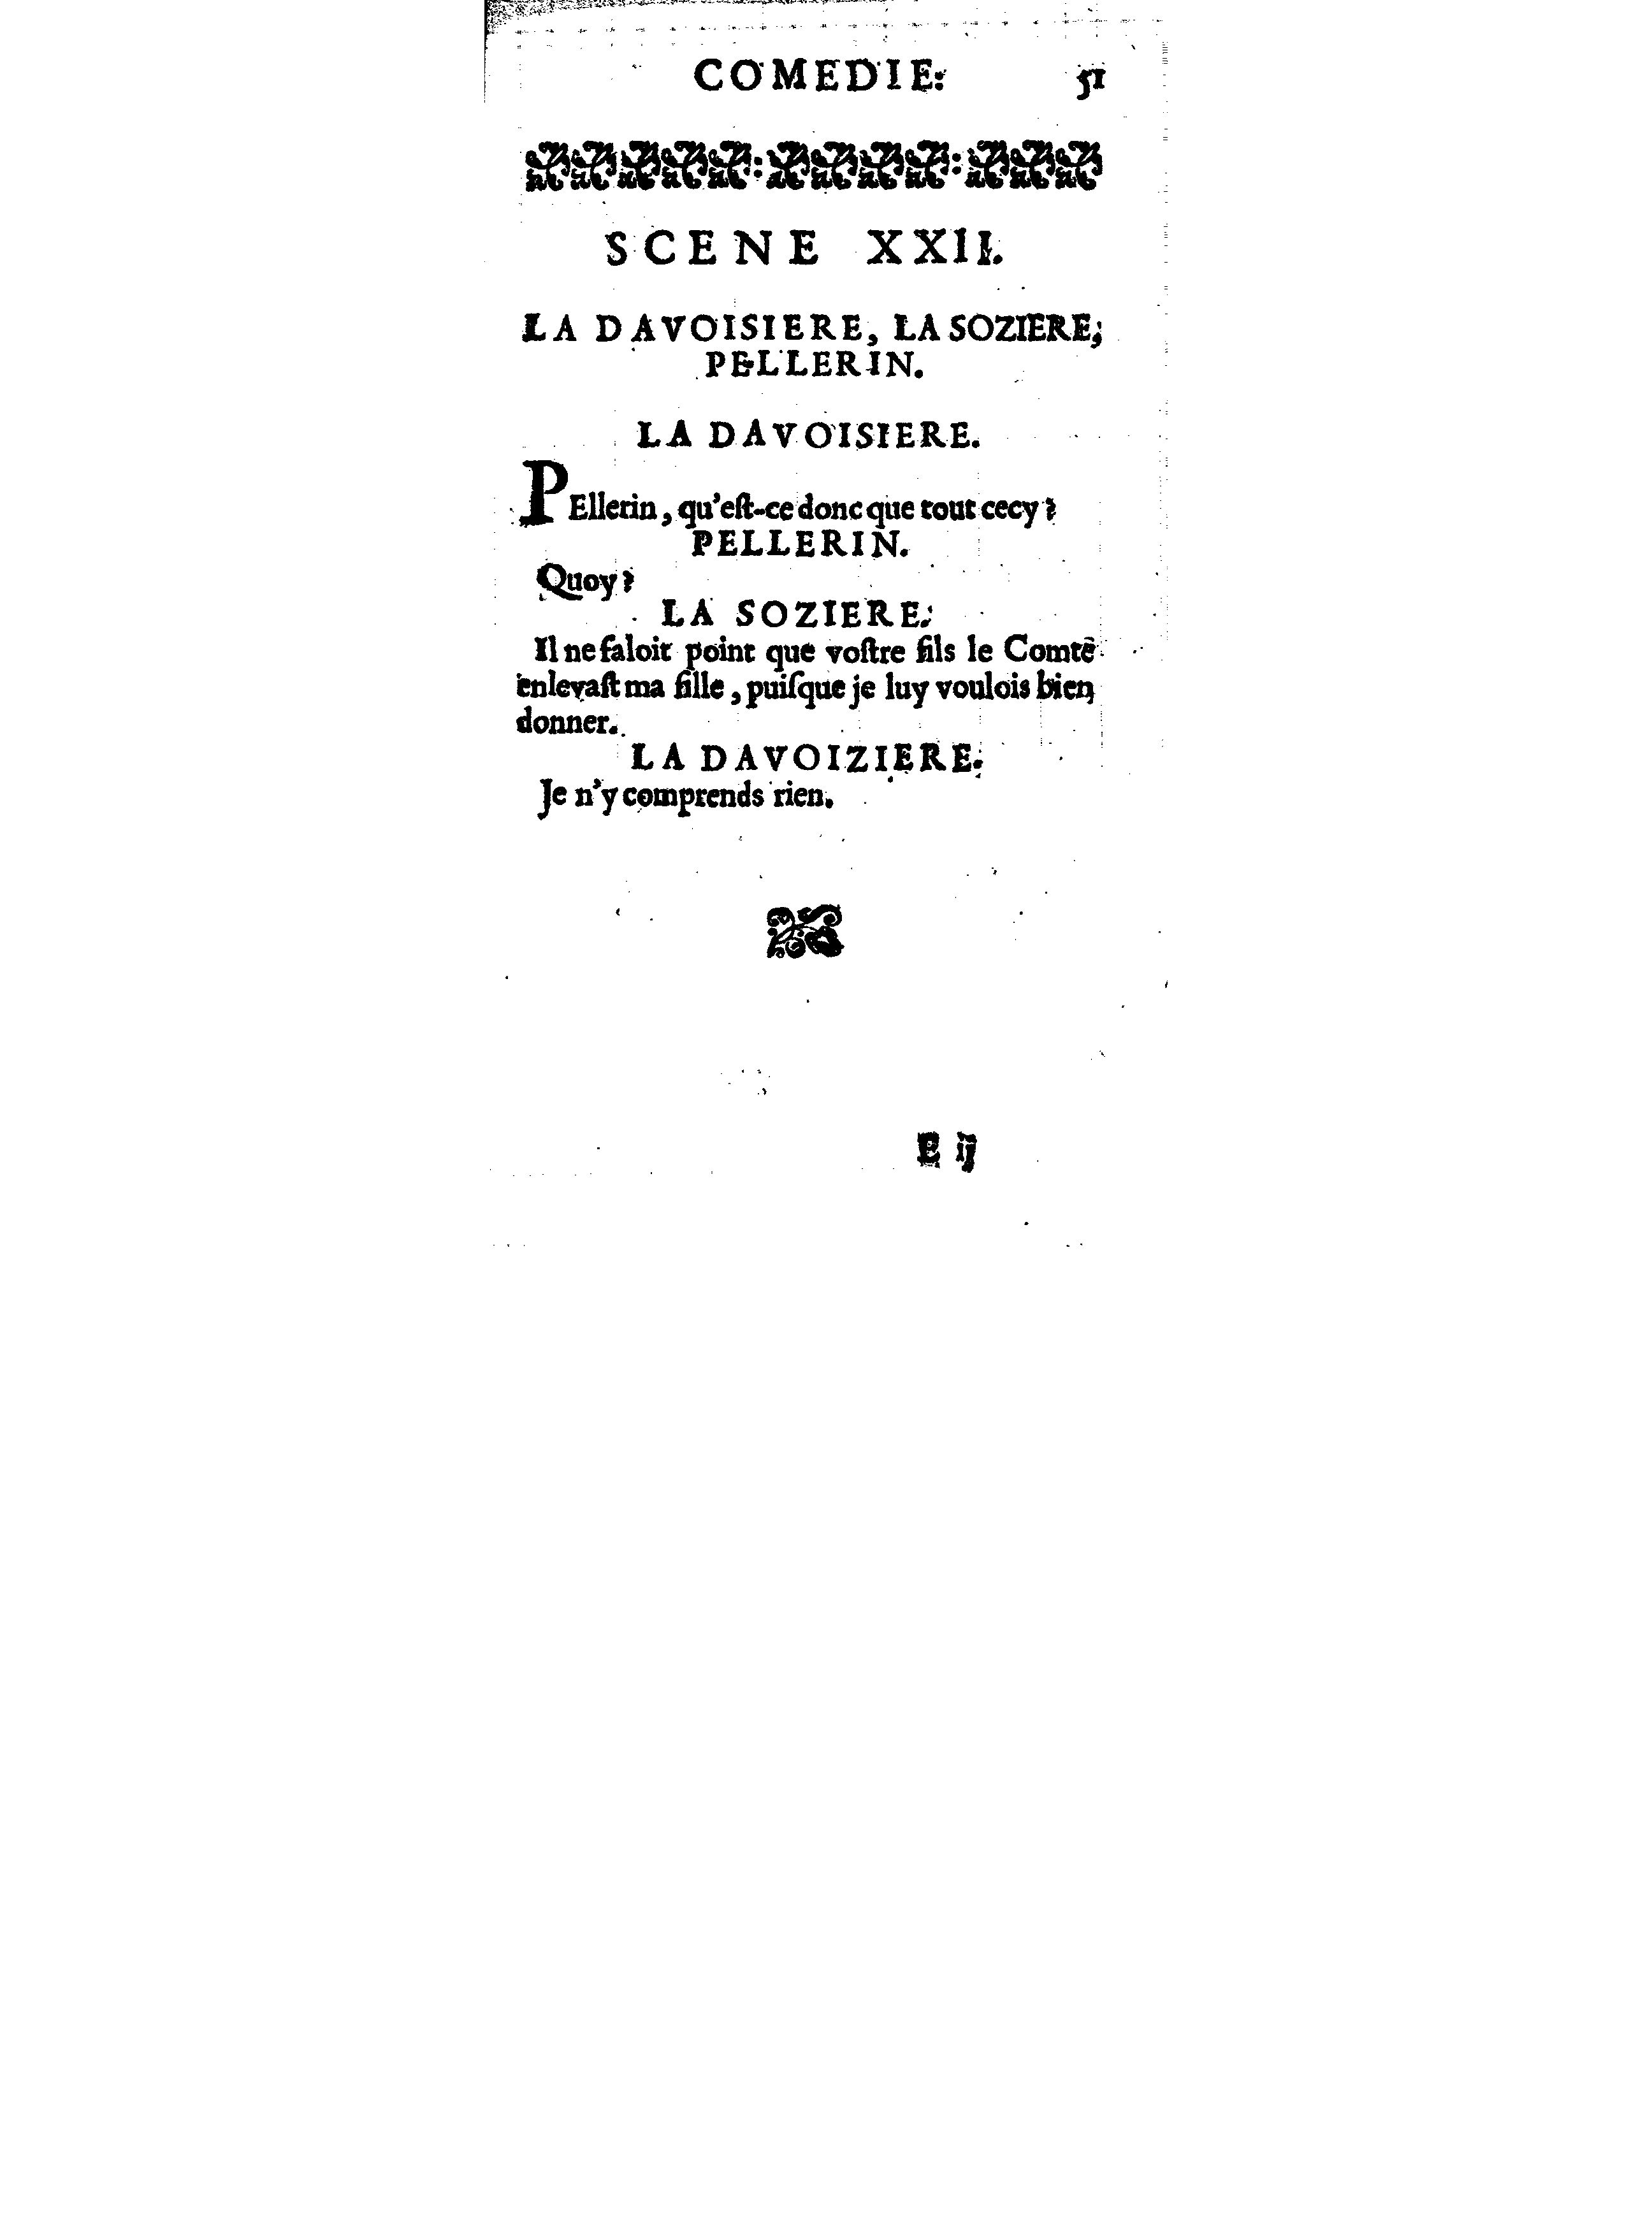 COMEDIE. 51
SCENE XXII.
LA DAVOISIERE, LA SOZIERE,
PELLERIN.
LA DAVOISIERE.
PEllerin, qu'eſt-ce donc que tout cecy?
PELLERIN.
Quoy?
LA SOZIERE.
Il ne faloit point que voſtre fils le Comte
enlevaſt ma fille, puiſque je luy voulois bien
donner.
LA DAVOIZIERE.
Je n'y comprends rien.
E ij